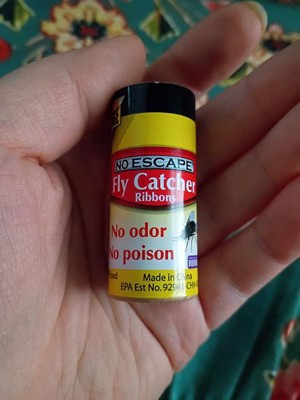 NO ESCAPE
Fly Catcher
Ribbons
No odor
No poison
Made in China
EPA Est No.